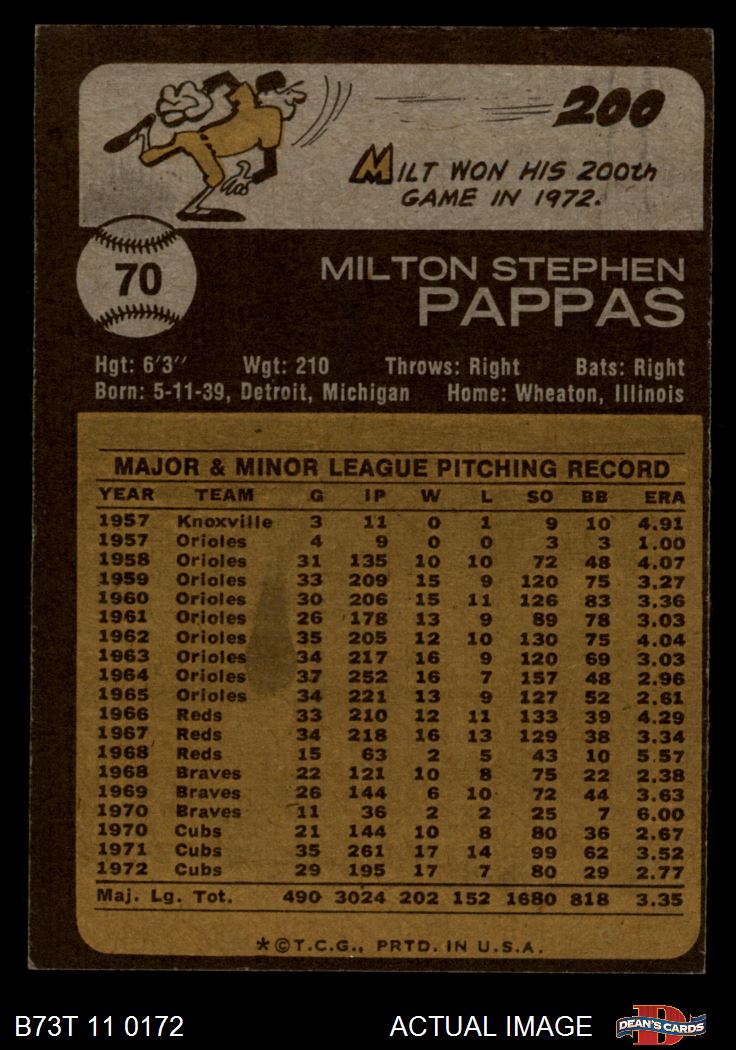 200
MILT WON HIS 200th
GAME IN 1972.
70
MILTON STEPHEN
PAPPAS
Hgt: 6'3" Wgt: 210 Throws: Right Bats: Right
Born: 5-11-39, Detroit, Michigan Home: Wheaton, Illinois
MAJOR & MINOR LEAGUE PITCHING RECORD
YEAR TEAM G IP W L SO BB ERA
1957 Knoxville 3 11 0 1 9 10 4.91
1957 Orioles 4 9 0 0 3 3 1.00
1958 Orioles 31 135 10 10 72 48 4.07
1959 Orioles 33 209 15 9 120 75 3.27
1960 Orioles 30 206 15 11 126 83 3.36
1961 Orioles 26 178 13 9 89 78 3.03
1962 Orioles 35 205 12 10 130 75 4.04
1963 Orioles 34 217 16 9 120 69 3.03
1964 Orioles 37 252 16 7 157 48 2.96
1965 Orioles 34 221 13 9 127 52 2.61
1966 Reds 33 210 12 11 133 39 4.29
1967 Reds 34 218 16 13 129 38 3.34
1968 Reds 15 63 2 5 43 10 5.57
1968 Braves 22 121 10 8 75 22 2.38
1969 Braves 26 144 6 10 72 44 3.63
1970 Braves 11 36 2 2 25 7 6.00
1970 Cubs 21 144 10 8 80 36 2.67
1971 Cubs 35 261 17 14 99 62 3.52
1972 Cubs 29 195 17 7 80 29 2.77
Maj. Lg. Tot. 490 3024 202 152 1680 818 3.35
*©T.C.G., PRTD. IN U.S.A.
B73T 11 0172 ACTUAL IMAGE
D
DEAN'S CARDS